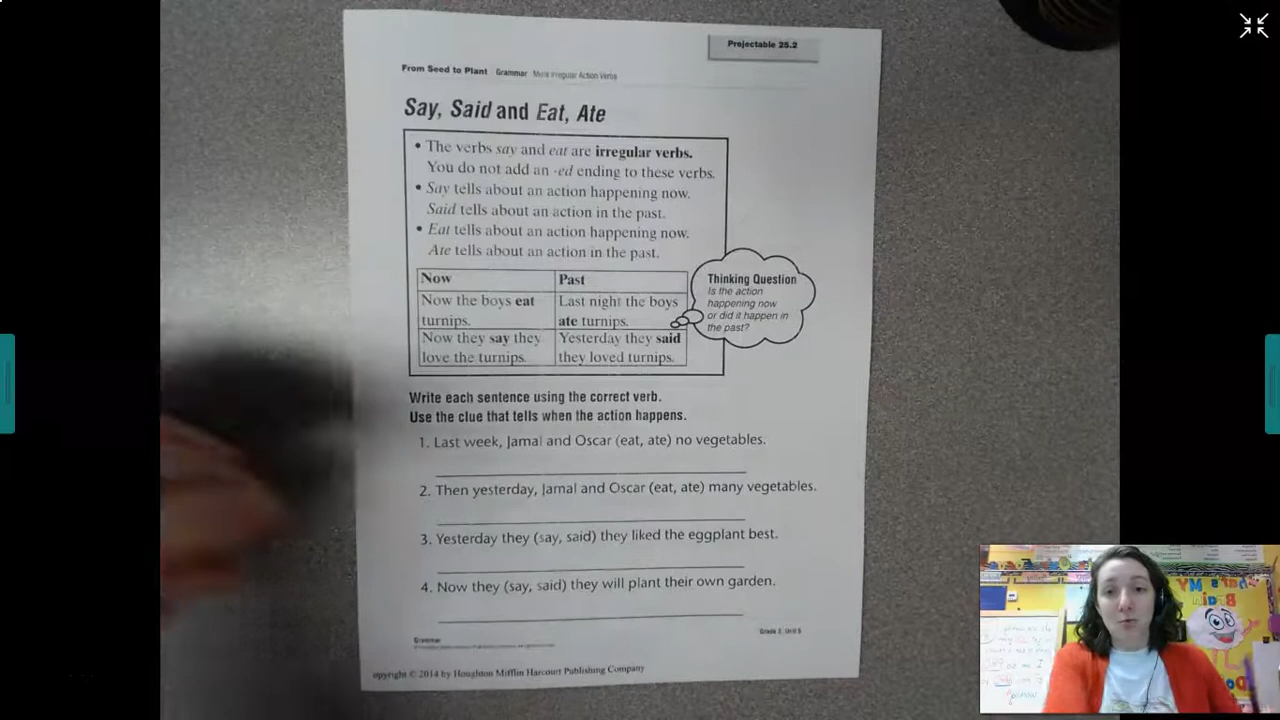 Projectable 25.2
From Seed to Plant Grammar More Irregular Action Verbs
Say, Said and Eat, Ate
• The verbs say and eat are irregular verbs.
You do not add an -ed ending to these verbs.
• Say tells about an action happening now.
Said tells about an action in the past.
• Eat tells about an action happening now.
Ate tells about an action in the past.
Now Past
Now the boys eat
turnips.
Last night the boys
ate turnips.
Now they say they
love the turnips.
Yesterday they said
they loved turnips.
Thinking Question
Is the action
happening now
or did it happen in
the past?
Write each sentence using the correct verb.
Use the clue that tells when the action happens.
1. Last week, Jamal and Oscar (eat, ate) no vegetables.
2. Then yesterday, Jamal and Oscar (eat, ate) many vegetables.
3. Yesterday they (say, said) they liked the eggplant best.
4. Now they (say, said) they will plant their own garden.
Grammar
opyright © 2014 by Houghton Mifflin Harcourt Publishing Company
My
Brain